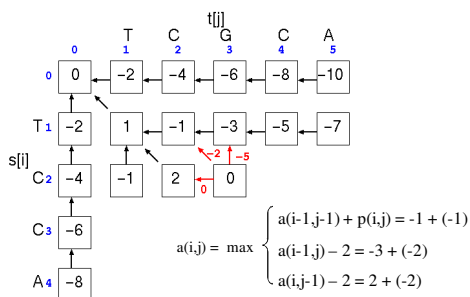 t[j]
T C G C A
0 1 2 3 4 5
0 0 −2 −4 −6 −8 −10
T 1 −2 1 −1 −3 −5 −7
−2 −5
s[i]
C 2 −4 −1 2 0 0
C 3 −6
A 4 −8
a(i-1,j-1) + p(i,j) = -1 + (-1)
a(i,j) = max a(i-1,j) – 2 = -3 + (-2)
a(i,j-1) – 2 = 2 + (-2)